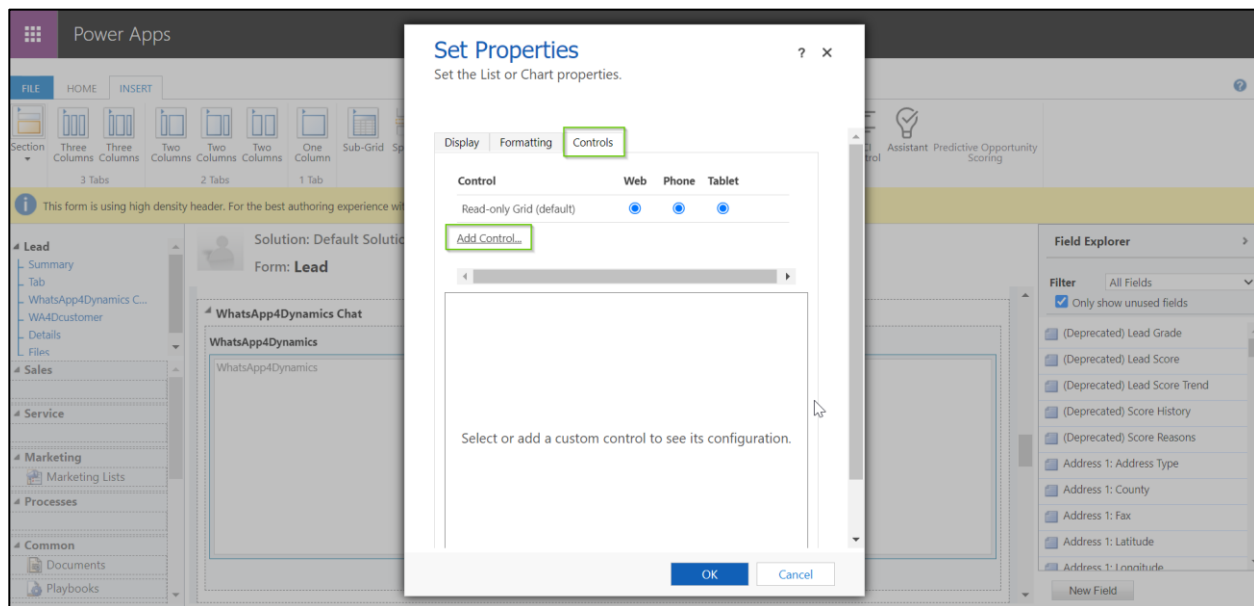 Power Apps
FILE
HOME
INSERT
Section
Three Columns
Three Columns
3 Tabs
Two Columns
Two Columns
Two Columns
2 Tabs
One Column
1 Tab
Sub-Grid
Assistant
Predictive Opportunity Scoring
This form is using high density header. For the best authoring experience
Lead
Summary
Tab
WhatsApp4Dynamics C...
WA4Dcustomer
Details
Files
Sales
Service
Marketing
Marketing Lists
Processes
Common
Documents
Playbooks
Solution: Default
Form: Lead
WhatsApp4Dynamics Chat
WhatsApp4Dynamics
WhatsApp4Dynamics
Set Properties
?
Set the List or Chart properties.
Display
Formatting
Controls
Control Web Phone Tablet
Read-only Grid (default)
Add Control...
Select or add a custom control to see its configuration.
OK
Cancel
Field Explorer
Filter
All Fields
Only show unused fields
(Deprecated) Lead Grade
(Deprecated) Lead Score
(Deprecated) Lead Score Trend
(Deprecated) Score History
(Deprecated) Score Reasons
Address 1: Address Type
Address 1: County
Address 1: Fax
Address 1: Latitude
Address 1: Longitude
New Field